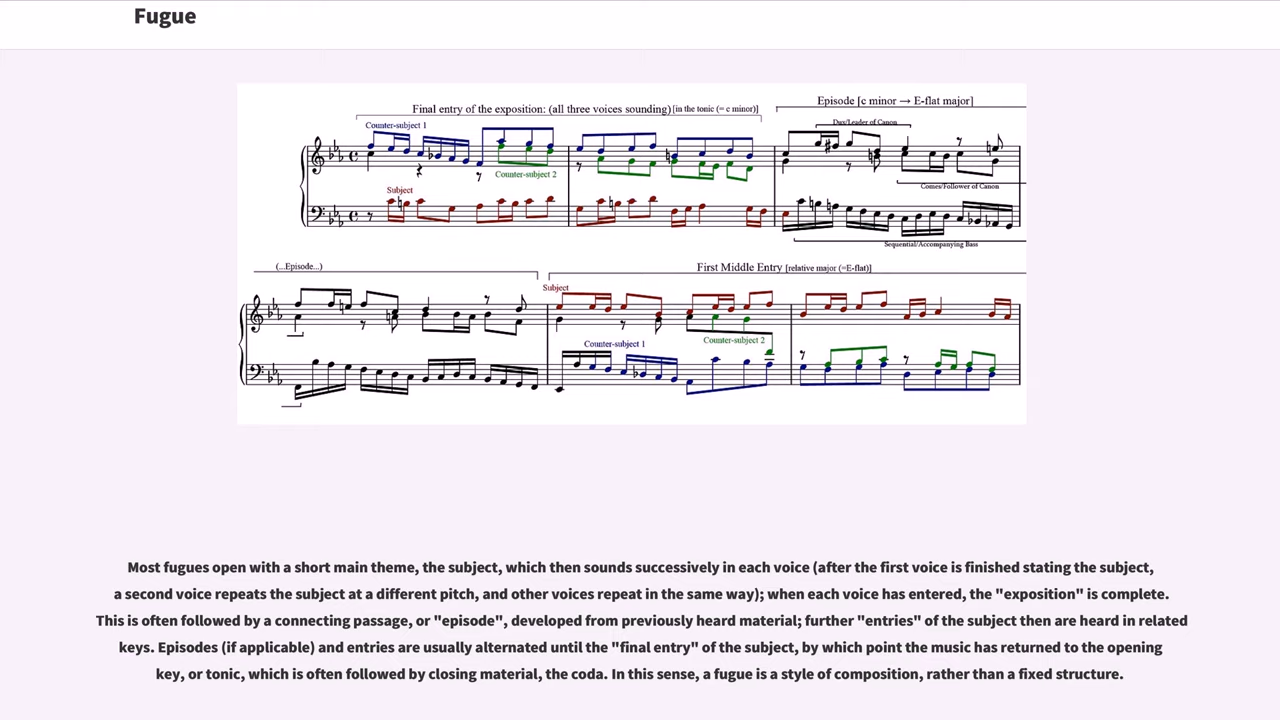 Fugue
Final entry of the exposition: (all three voices sounding) [in the tonic (= c minor)]
Episode [c minor → E-flat major]
Counter-subject 1
Dux/Leader of Canon
Counter-subject 2
Subject
Comes/Follower of Canon
Sequential/Accompanying Bass
(...Episode...)
First Middle Entry [relative major (=E-flat)]
Subject
Counter-subject 1
Counter-subject 2
Most fugues open with a short main theme, the subject, which then sounds successively in each voice (after the first voice is finished stating the subject,
a second voice repeats the subject at a different pitch, and other voices repeat in the same way); when each voice has entered, the "exposition" is complete.
This is often followed by a connecting passage, or "episode", developed from previously heard material; further "entries" of the subject then are heard in related
keys. Episodes (if applicable) and entries are usually alternated until the "final entry" of the subject, by which point the music has returned to the opening
key, or tonic, which is often followed by closing material, the coda. In this sense, a fugue is a style of composition, rather than a fixed structure.